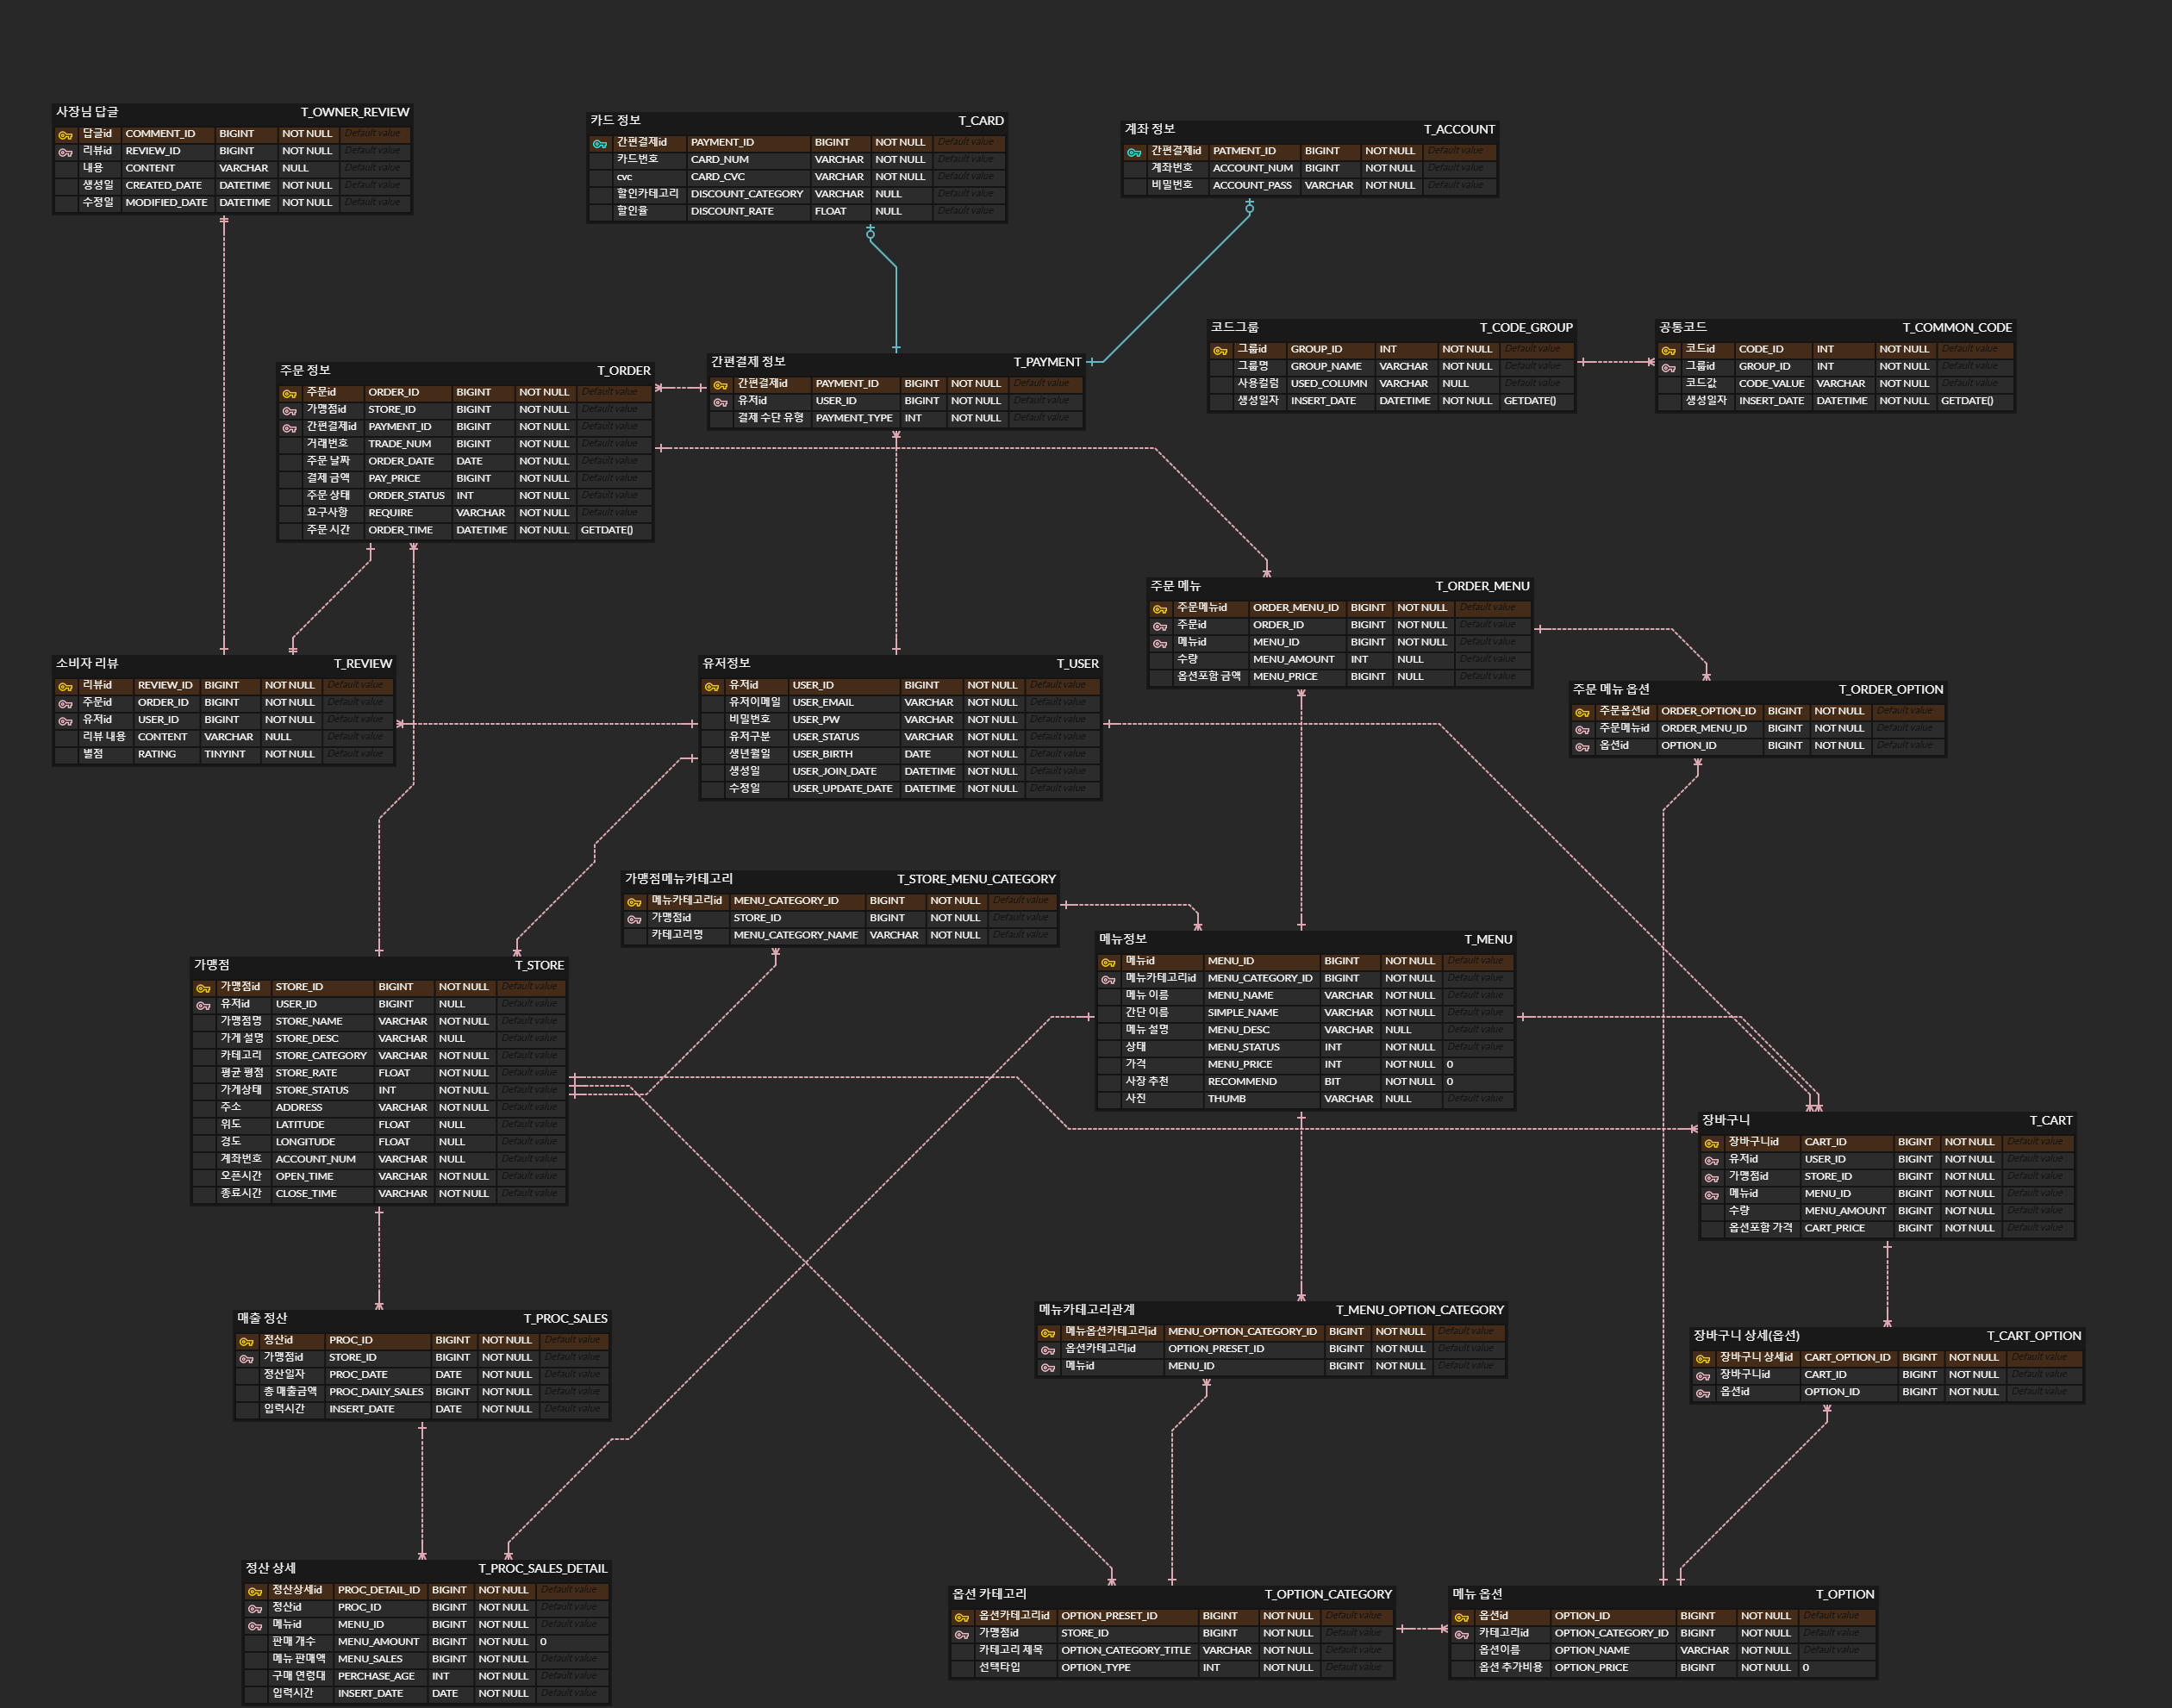 사장님 답글 T_OWNER_REVIEW
답글id COMMENT_ID BIGINT NOT NULL Default value
리뷰id REVIEW_ID BIGINT NOT NULL Default value
내용 CONTENT VARCHAR NULL Default value
생성일 CREATED_DATE DATETIME NOT NULL Default value
수정일 MODIFIED_DATE DATETIME NOT NULL Default value
카드 정보 T_CARD
간편결제id PAYMENT_ID BIGINT NOT NULL Default value
카드번호 CARD_NUM VARCHAR NOT NULL Default value
cvc CARD_CVC VARCHAR NOT NULL Default value
할인카테고리 DISCOUNT_CATEGORY VARCHAR NULL Default value
할인율 DISCOUNT_RATE FLOAT NULL Default value
계좌 정보 T_ACCOUNT
간편결제id PATMENT_ID BIGINT NOT NULL Default value
계좌번호 ACCOUNT_NUM BIGINT NOT NULL Default value
비밀번호 ACCOUNT_PASS VARCHAR NOT NULL Default value
코드그룹 T_CODE_GROUP
그룹id GROUP_ID INT NOT NULL Default value
그룹명 GROUP_NAME VARCHAR NOT NULL Default value
사용컬럼 USED_COLUMN VARCHAR NULL Default value
생성일자 INSERT_DATE DATETIME NOT NULL GETDATE()
공통코드 T_COMMON_CODE
코드id CODE_ID INT NOT NULL Default value
그룹id GROUP_ID INT NOT NULL Default value
코드값 CODE_VALUE VARCHAR NOT NULL Default value
생성일자 INSERT_DATE DATETIME NOT NULL GETDATE()
주문 정보 T_ORDER
주문id ORDER_ID BIGINT NOT NULL Default value
가맹점id STORE_ID BIGINT NOT NULL Default value
간편결제id PAYMENT_ID BIGINT NOT NULL Default value
거래번호 TRADE_NUM BIGINT NOT NULL Default value
주문 날짜 ORDER_DATE DATE NOT NULL Default value
결제 금액 PAY_PRICE BIGINT NOT NULL Default value
주문 상태 ORDER_STATUS INT NOT NULL Default value
요구사항 REQUIRE VARCHAR NOT NULL Default value
주문 시간 ORDER_TIME DATETIME NOT NULL GETDATE()
간편결제 정보 T_PAYMENT
간편결제id PAYMENT_ID BIGINT NOT NULL Default value
유저id USER_ID BIGINT NOT NULL Default value
결제 수단 유형 PAYMENT_TYPE INT NOT NULL Default value
주문 메뉴 T_ORDER_MENU
주문메뉴id ORDER_MENU_ID BIGINT NOT NULL Default value
주문id ORDER_ID BIGINT NOT NULL Default value
메뉴id MENU_ID BIGINT NOT NULL Default value
수량 MENU_AMOUNT INT NULL Default value
옵션포함 금액 MENU_PRICE BIGINT NULL Default value
소비자 리뷰 T_REVIEW
리뷰id REVIEW_ID BIGINT NOT NULL Default value
주문id ORDER_ID BIGINT NOT NULL Default value
유저id USER_ID BIGINT NOT NULL Default value
리뷰 내용 CONTENT VARCHAR NULL Default value
별점 RATING TINYINT NOT NULL Default value
유저정보 T_USER
유저id USER_ID BIGINT NOT NULL Default value
유저이메일 USER_EMAIL VARCHAR NOT NULL Default value
비밀번호 USER_PW VARCHAR NOT NULL Default value
유저구분 USER_STATUS VARCHAR NOT NULL Default value
생년월일 USER_BIRTH DATE NOT NULL Default value
생성일 USER_JOIN_DATE DATETIME NOT NULL Default value
수정일 USER_UPDATE_DATE DATETIME NOT NULL Default value
주문 메뉴 옵션 T_ORDER_OPTION
주문옵션id ORDER_OPTION_ID BIGINT NOT NULL Default value
주문메뉴id ORDER_MENU_ID BIGINT NOT NULL Default value
옵션id OPTION_ID BIGINT NOT NULL Default value
가맹점메뉴카테고리 T_STORE_MENU_CATEGORY
메뉴카테고리id MENU_CATEGORY_ID BIGINT NOT NULL Default value
가맹점id STORE_ID BIGINT NOT NULL Default value
카테고리명 MENU_CATEGORY_NAME VARCHAR NOT NULL Default value
메뉴정보 T_MENU
메뉴id MENU_ID BIGINT NOT NULL Default value
메뉴카테고리id MENU_CATEGORY_ID BIGINT NOT NULL Default value
메뉴 이름 MENU_NAME VARCHAR NOT NULL Default value
간단 이름 SIMPLE_NAME VARCHAR NOT NULL Default value
메뉴 설명 MENU_DESC VARCHAR NULL Default value
상태 MENU_STATUS INT NOT NULL Default value
가격 MENU_PRICE INT NOT NULL 0
사장 추천 RECOMMEND BIT NOT NULL 0
사진 THUMB VARCHAR NULL Default value
가맹점 T_STORE
가맹점id STORE_ID BIGINT NOT NULL Default value
유저id USER_ID BIGINT NULL Default value
가맹점명 STORE_NAME VARCHAR NOT NULL Default value
가게 설명 STORE_DESC VARCHAR NULL Default value
카테고리 STORE_CATEGORY VARCHAR NOT NULL Default value
평균 평점 STORE_RATE FLOAT NOT NULL Default value
가게상태 STORE_STATUS INT NOT NULL Default value
주소 ADDRESS VARCHAR NOT NULL Default value
위도 LATITUDE FLOAT NULL Default value
경도 LONGITUDE FLOAT NULL Default value
계좌번호 ACCOUNT_NUM VARCHAR NULL Default value
오픈시간 OPEN_TIME VARCHAR NOT NULL Default value
종료시간 CLOSE_TIME VARCHAR NOT NULL Default value
장바구니 T_CART
장바구니id CART_ID BIGINT NOT NULL Default value
유저id USER_ID BIGINT NOT NULL Default value
가맹점id STORE_ID BIGINT NOT NULL Default value
메뉴id MENU_ID BIGINT NOT NULL Default value
수량 MENU_AMOUNT BIGINT NOT NULL Default value
옵션포함 가격 CART_PRICE BIGINT NOT NULL Default value
매출 정산 T_PROC_SALES
정산id PROC_ID BIGINT NOT NULL Default value
가맹점id STORE_ID BIGINT NOT NULL Default value
정산일자 PROC_DATE DATE NOT NULL Default value
총 매출금액 PROC_DAILY_SALES BIGINT NOT NULL Default value
입력시간 INSERT_DATE DATE NOT NULL Default value
메뉴카테고리관계 T_MENU_OPTION_CATEGORY
메뉴옵션카테고리id MENU_OPTION_CATEGORY_ID BIGINT NOT NULL Default value
옵션카테고리id OPTION_PRESET_ID BIGINT NOT NULL Default value
메뉴id MENU_ID BIGINT NOT NULL Default value
장바구니 상세(옵션) T_CART_OPTION
장바구니 상세id CART_OPTION_ID BIGINT NOT NULL Default value
장바구니id CART_ID BIGINT NOT NULL Default value
옵션id OPTION_ID BIGINT NOT NULL Default value
정산 상세 T_PROC_SALES_DETAIL
정산상세id PROC_DETAIL_ID BIGINT NOT NULL Default value
정산id PROC_ID BIGINT NOT NULL Default value
메뉴id MENU_ID BIGINT NOT NULL Default value
판매 개수 MENU_AMOUNT BIGINT NOT NULL 0
메뉴 판매액 MENU_SALES BIGINT NOT NULL Default value
구매 연령대 PERCHASE_AGE INT NOT NULL Default value
입력시간 INSERT_DATE DATE NOT NULL Default value
옵션 카테고리 T_OPTION_CATEGORY
옵션카테고리id OPTION_PRESET_ID BIGINT NOT NULL Default value
가맹점id STORE_ID BIGINT NOT NULL Default value
카테고리 제목 OPTION_CATEGORY_TITLE VARCHAR NOT NULL Default value
선택타입 OPTION_TYPE INT NOT NULL Default value
메뉴 옵션 T_OPTION
옵션id OPTION_ID BIGINT NOT NULL Default value
카테고리id OPTION_CATEGORY_ID BIGINT NOT NULL Default value
옵션이름 OPTION_NAME VARCHAR NOT NULL Default value
옵션 추가비용 OPTION_PRICE BIGINT NOT NULL 0